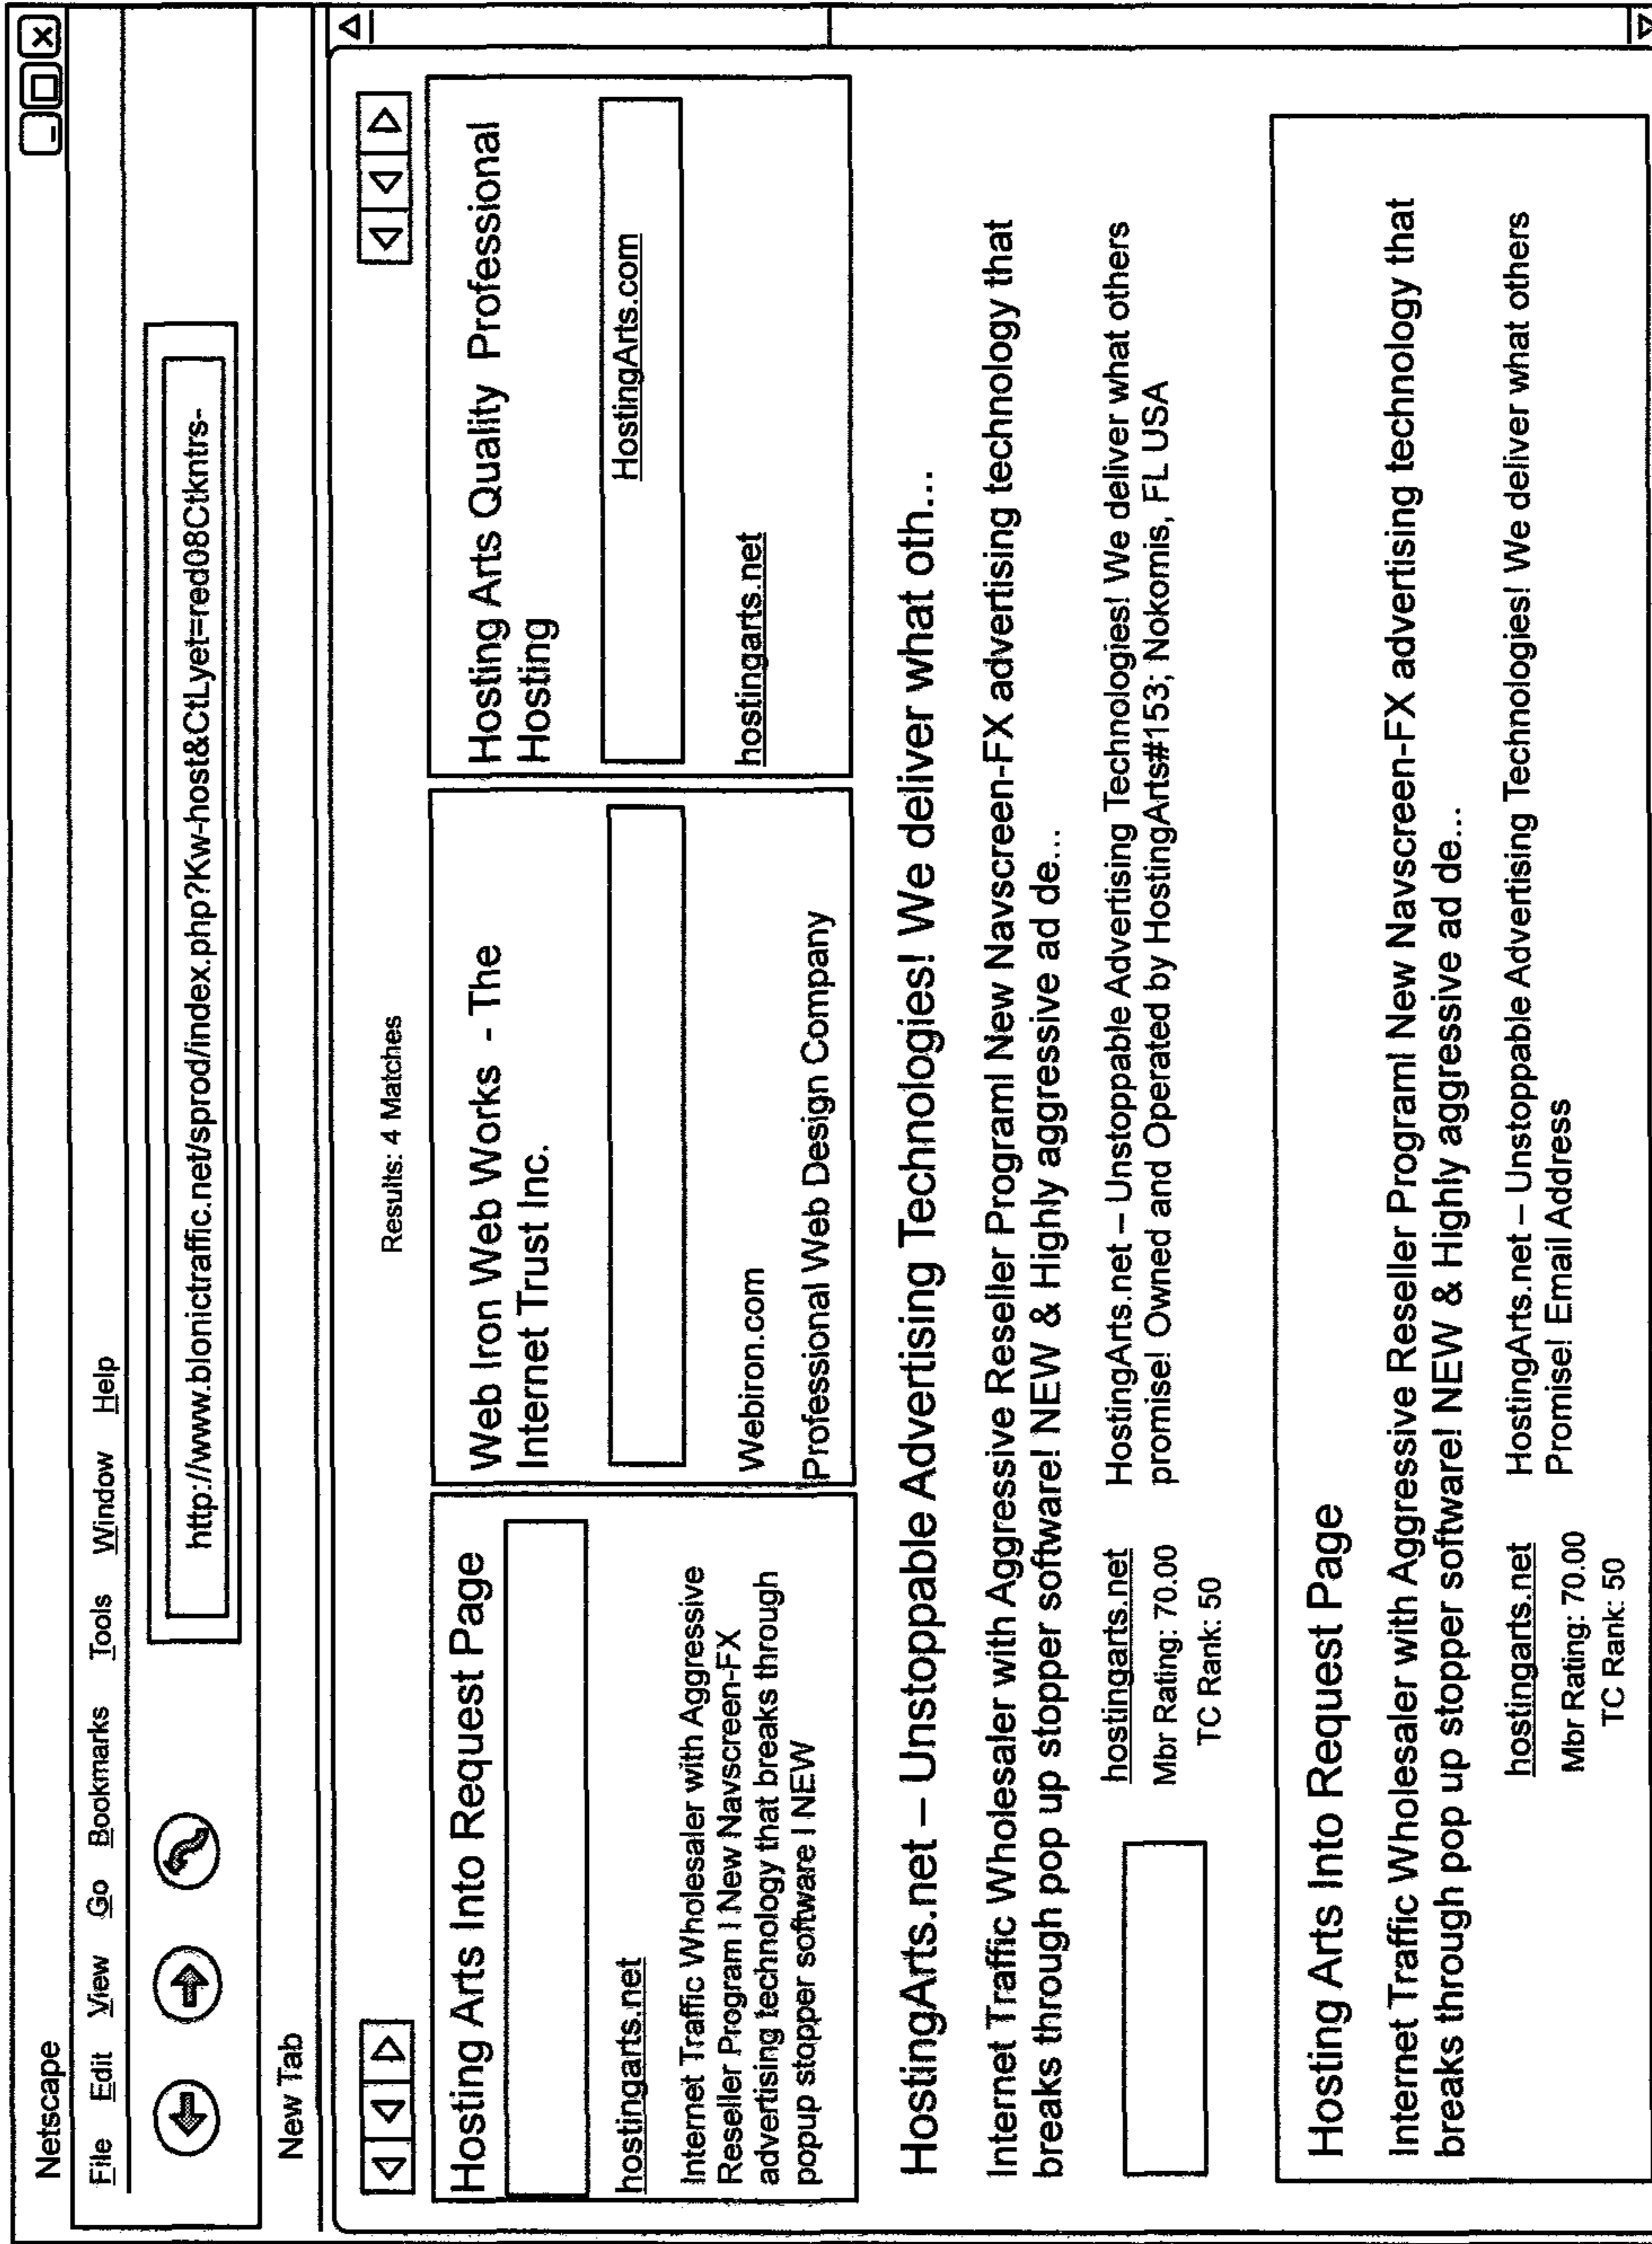 Netscape
File Edit View Go Bookmarks Tools Window Help
http://www.blonictraffic.net/sprod/index.php?Kw-host&CtLyet=red08Ctkntrs-
New Tab
Results: 4 Matches
Hosting Arts Into Request Page
hostingarts.net
Internet Traffic Wholesaler with Aggressive
Reseller Program I New Navscreen-FX
advertising technology that breaks through
popup stopper software I NEW
Web Iron Web Works - The
Internet Trust Inc.
Webiron.com
Professional Web Design Company
Hosting Arts Quality Professional
Hosting
HostingArts.com
hostingarts.net
HostingArts.net – Unstoppable Advertising Technologies! We deliver what oth...
Internet Traffic Wholesaler with Aggressive Reseller Programl New Navscreen-FX advertising technology that
breaks through pop up stopper software! NEW & Highly aggressive ad de...
hostingarts.net
Mbr Rating: 70.00
TC Rank: 50
HostingArts.net – Unstoppable Advertising Technologies! We deliver what others
promise! Owned and Operated by HostingArts#153; Nokomis, FL USA
Hosting Arts Into Request Page
Internet Traffic Wholesaler with Aggressive Reseller Programl New Navscreen-FX advertising technology that
breaks through pop up stopper software! NEW & Highly aggressive ad de...
hostingarts.net
Mbr Rating: 70.00
TC Rank: 50
HostingArts.net – Unstoppable Advertising Technologies! We deliver what others
Promise! Email Address